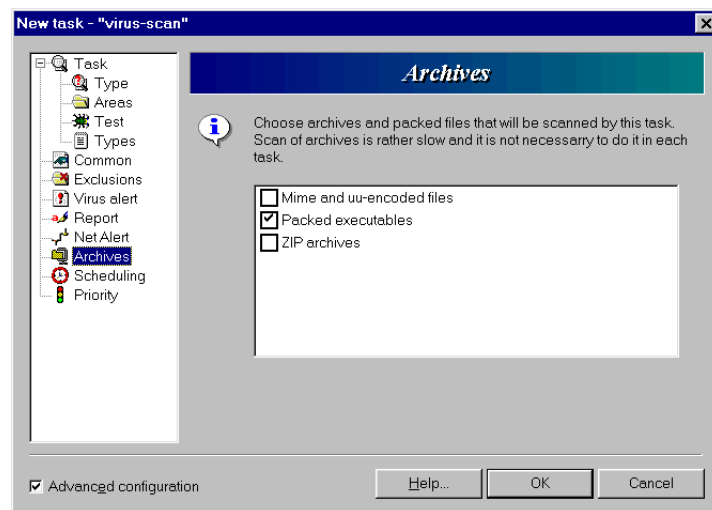 New task - "virus-scan"
Task
Type
Areas
Test
Types
Common
Exclusions
Virus alert
Report
Net Alert
Archives
Scheduling
Priority
Archives
Choose archives and packed files that will be scanned by this task.
Scan of archives is rather slow and it is not necessarry to do it in each
task.
Mime and uu-encoded files
Packed executables
ZIP archives
Advanced configuration
Help...
OK
Cancel